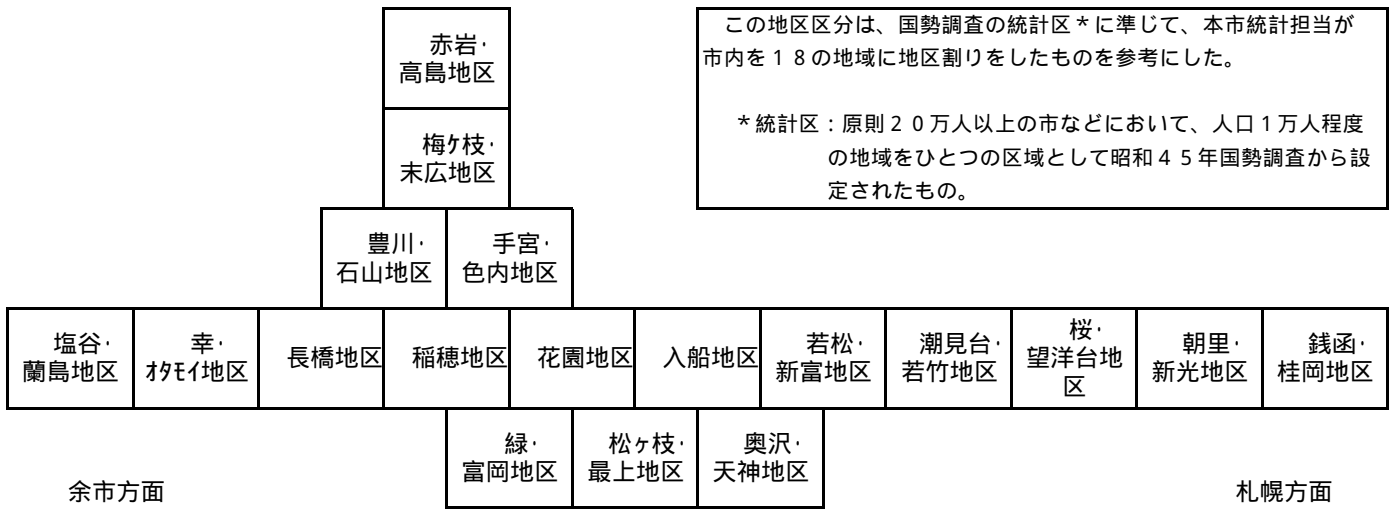 赤岩･
高島地区
この地区区分は、国勢調査の統計区＊に準じて、本市統計担当が
市内を１８の地域に地区割りをしたものを参考にした。
＊統計区：原則２０万人以上の市などにおいて、人口１万人程度
の地域をひとつの区域として昭和４５年国勢調査から設
定されたもの。
梅ｹ枝･
末広地区
豊川･
石山地区
手宮･
色内地区
塩谷･
蘭島地区
幸･
ｵﾀﾓｲ地区
長橋地区
稲穂地区
花園地区
入船地区
若松･
新富地区
潮見台･
若竹地区
桜･
望洋台地
区
朝里･
新光地区
銭函･
桂岡地区
緑･
富岡地区
松ヶ枝･
最上地区
奥沢･
天神地区
余市方面
札幌方面